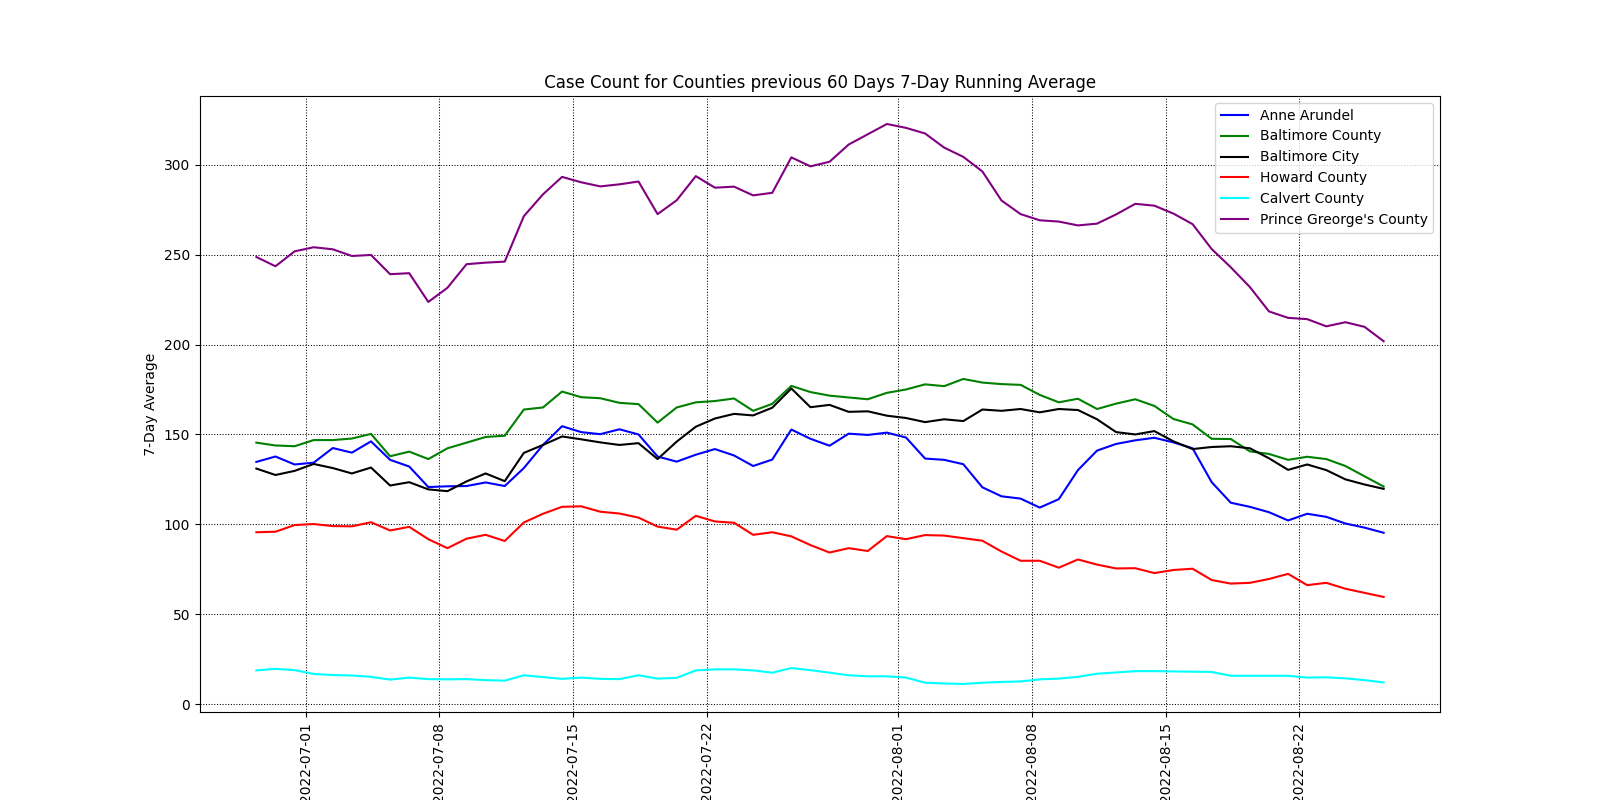 Case Count for Counties previous 60 Days 7-Day Running Average
Anne Arundel
Baltimore County
Baltimore City
Howard County
Calvert County
Prince Greorge's County
7-Day Average
300
250
200
150
100
50
0
2022-07-01
2022-07-08
2022-07-15
2022-07-22
2022-08-01
2022-08-08
2022-08-15
2022-08-22